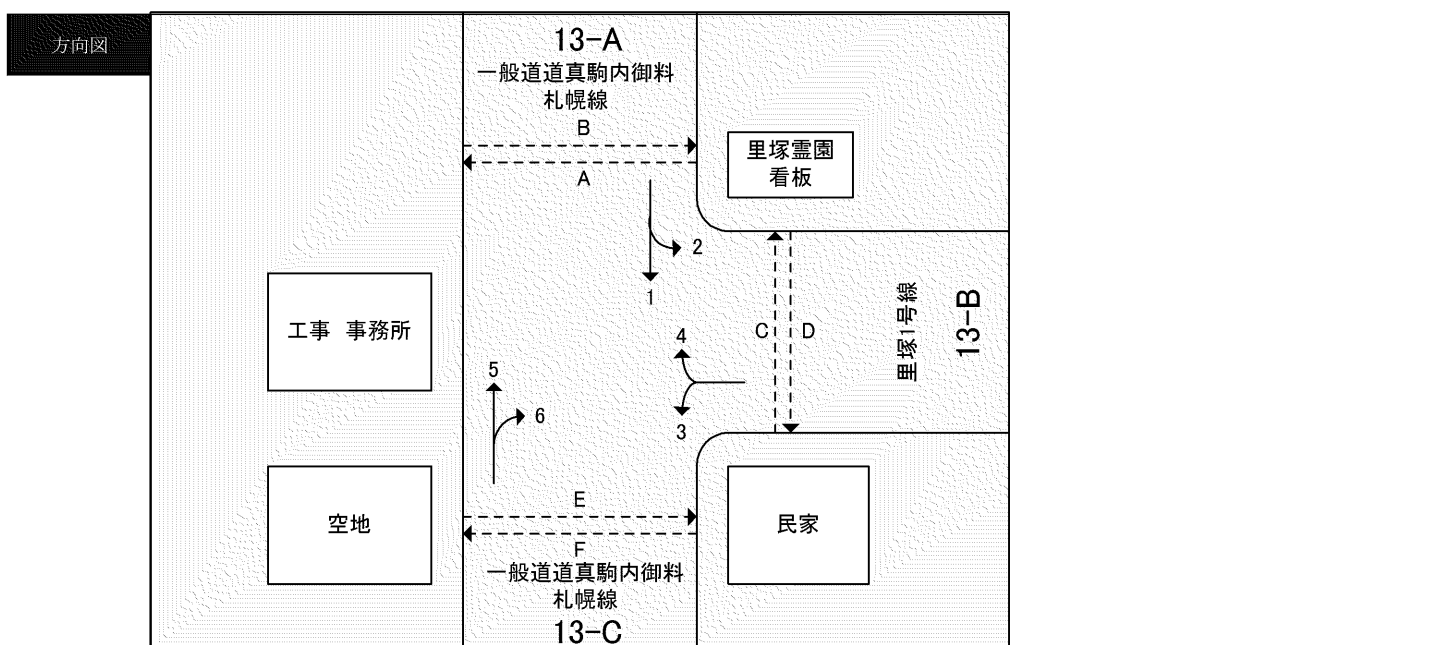 方向図
13-A
一般道道真駒内御料
札幌線
B
A
里塚霊園
看板
2
1
工事 事務所
C
D
里塚1号線
13-B
4
3
5
6
E
F
空地
民家
一般道道真駒内御料
札幌線
13-C